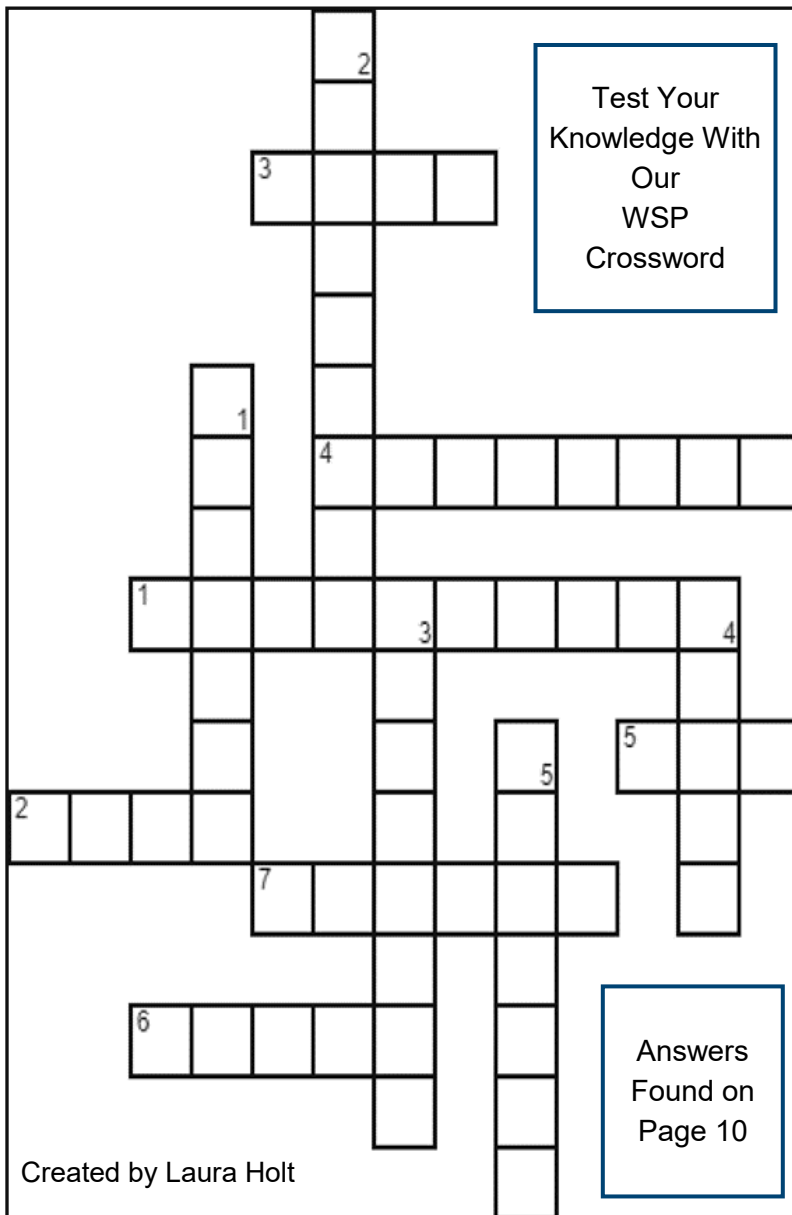 2
Test Your
Knowledge With
Our
WSP
Crossword
3
1
4
1
3
4
5
5
2
7
6
Answers
Found on
Page 10
Created by Laura Holt